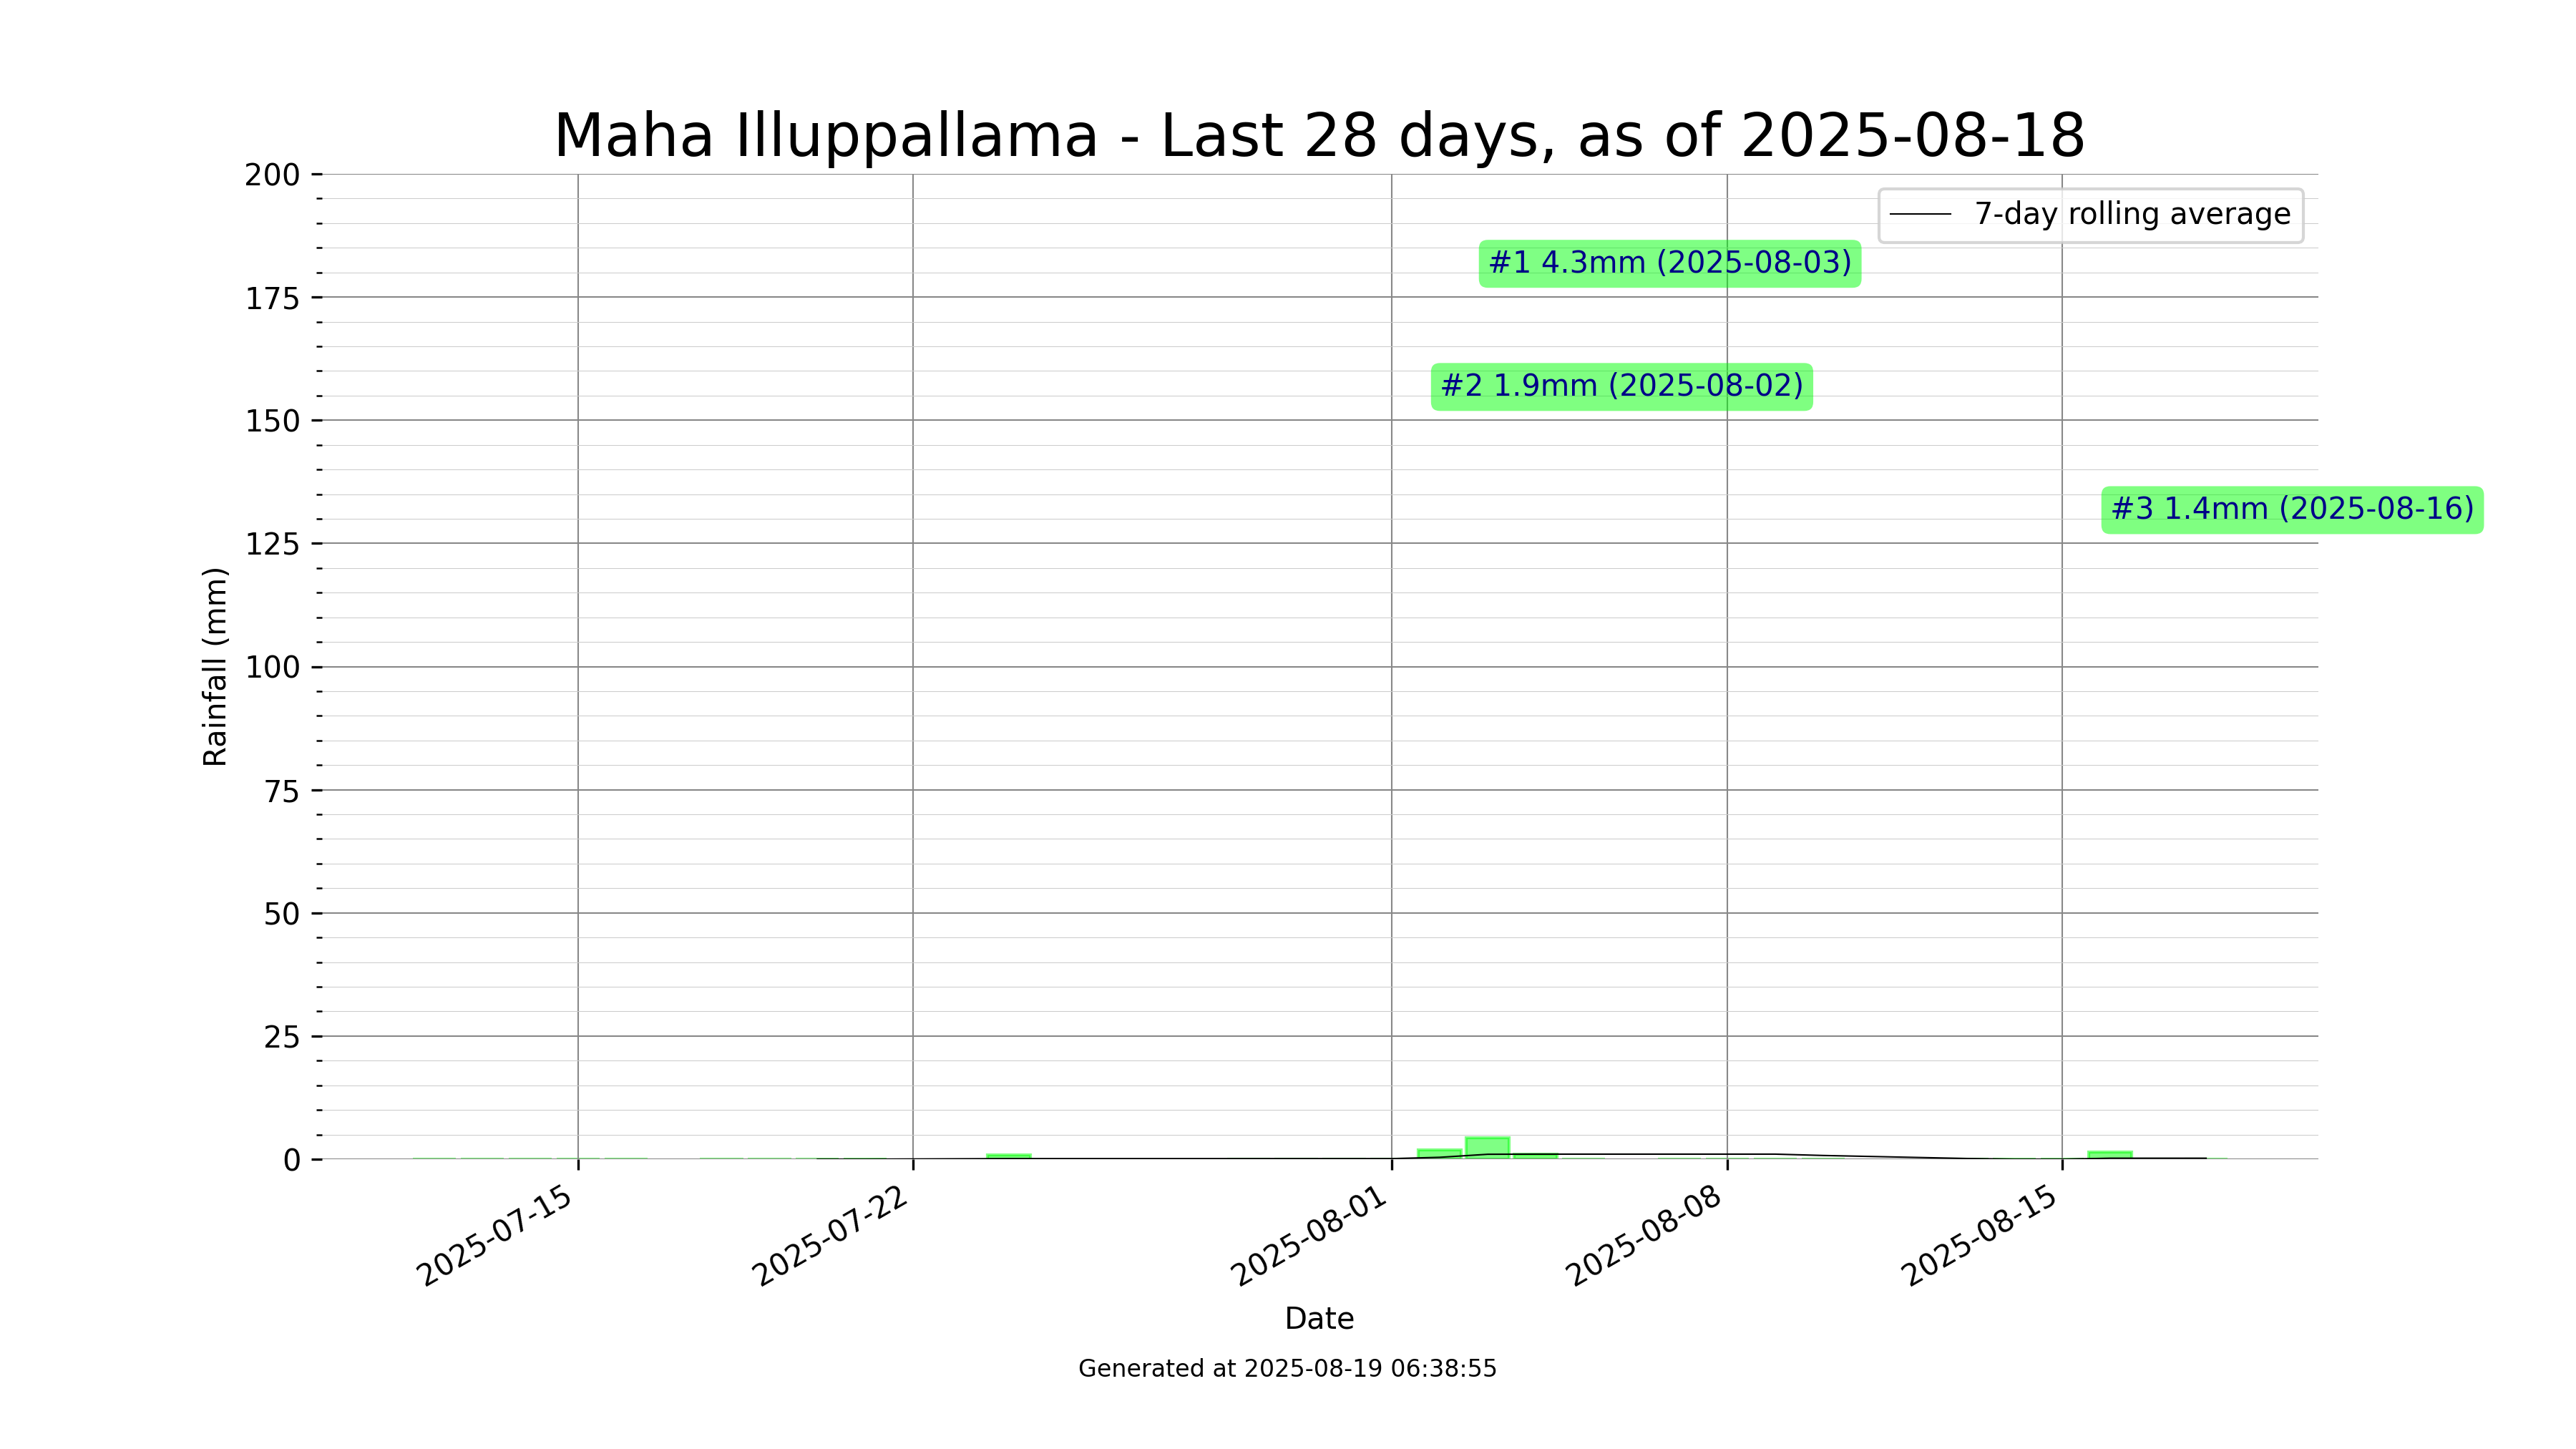 Maha Illuppallama - Last 28 days, as of 2025-08-18
7-day rolling average
#1 4.3mm (2025-08-03)
#2 1.9mm (2025-08-02)
#3 1.4mm (2025-08-16)
Rainfall (mm)
200
175
150
125
100
75
50
25
0
2025-07-15
2025-07-22
2025-08-01
2025-08-08
2025-08-15
Date
Generated at 2025-08-19 06:38:55